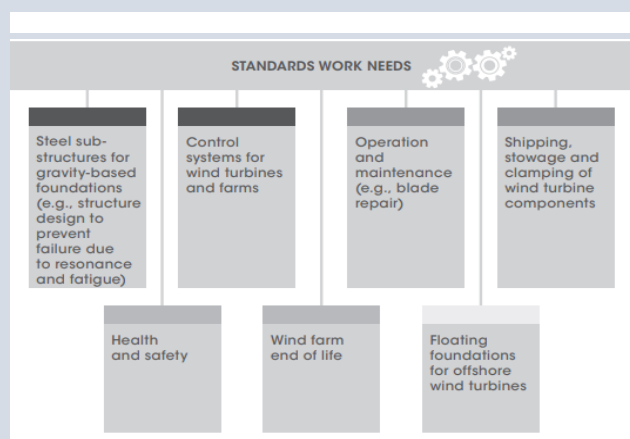 STANDARDS WORK NEEDS
Steel sub-
structures for
gravity-based
foundations
(e.g., structure
design to
prevent
failure due
to resonance
and fatigue)
Control
systems for
wind turbines
and farms
Operation
and
maintenance
(e.g., blade
repair)
Shipping,
stowage and
clamping of
wind turbine
components
Health
and safety
Wind farm
end of life
Floating
foundations
for offshore
wind turbines